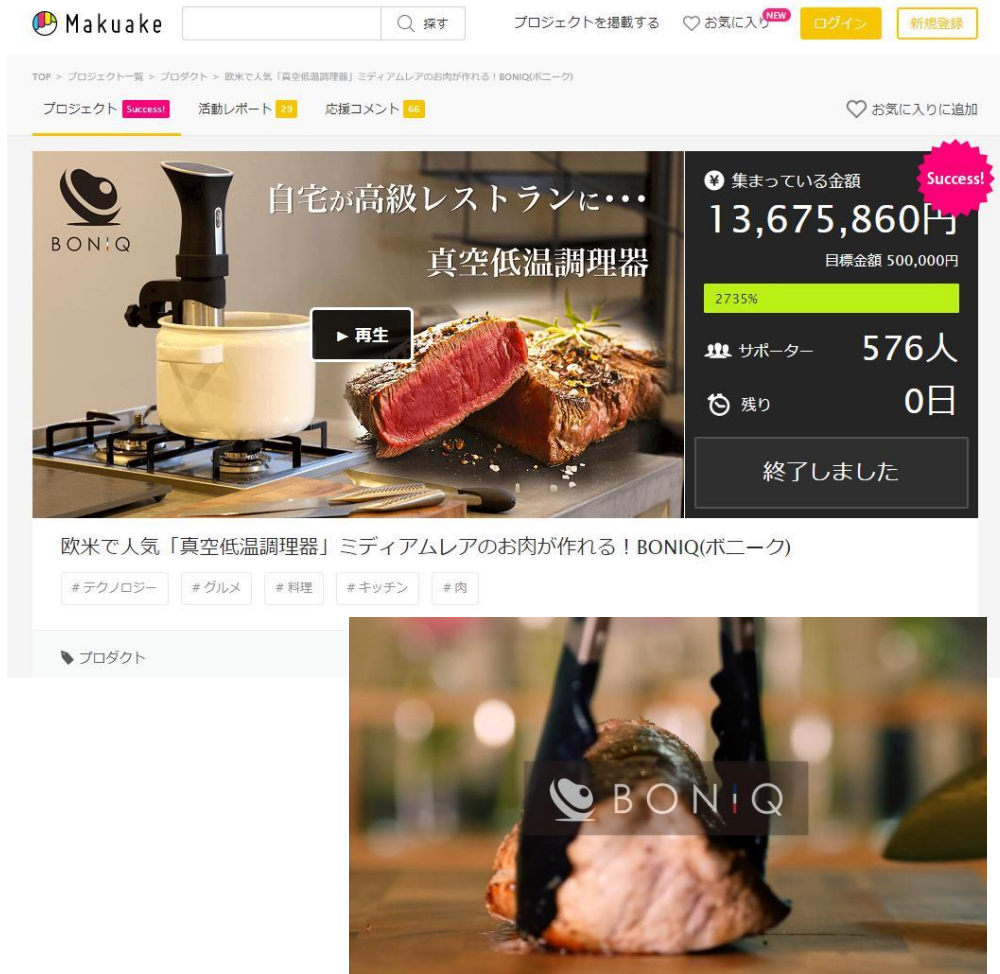 Makuake
探す
プロジェクトを掲載する
お気に入り
NEW
ログイン
新規登録
TOP > プロジェクト一覧 > プロダクト > 欧米で人気「真空低温調理器」ミディアムレアのお肉が作れる！BONIQ(ボニーク)
プロジェクト Success!
活動レポート 29
応援コメント 66
お気に入りに追加
BONIQ
自宅が高級レストランに・・・
真空低温調理器
▶ 再生
Success!
¥ 集まっている金額
13,675,860円
目標金額 500,000円
2735%
サポーター 576人
残り 0日
終了しました
欧米で人気「真空低温調理器」ミディアムレアのお肉が作れる！BONIQ(ボニーク)
#テクノロジー
#グルメ
#料理
#キッチン
#肉
プロダクト
BONIQ